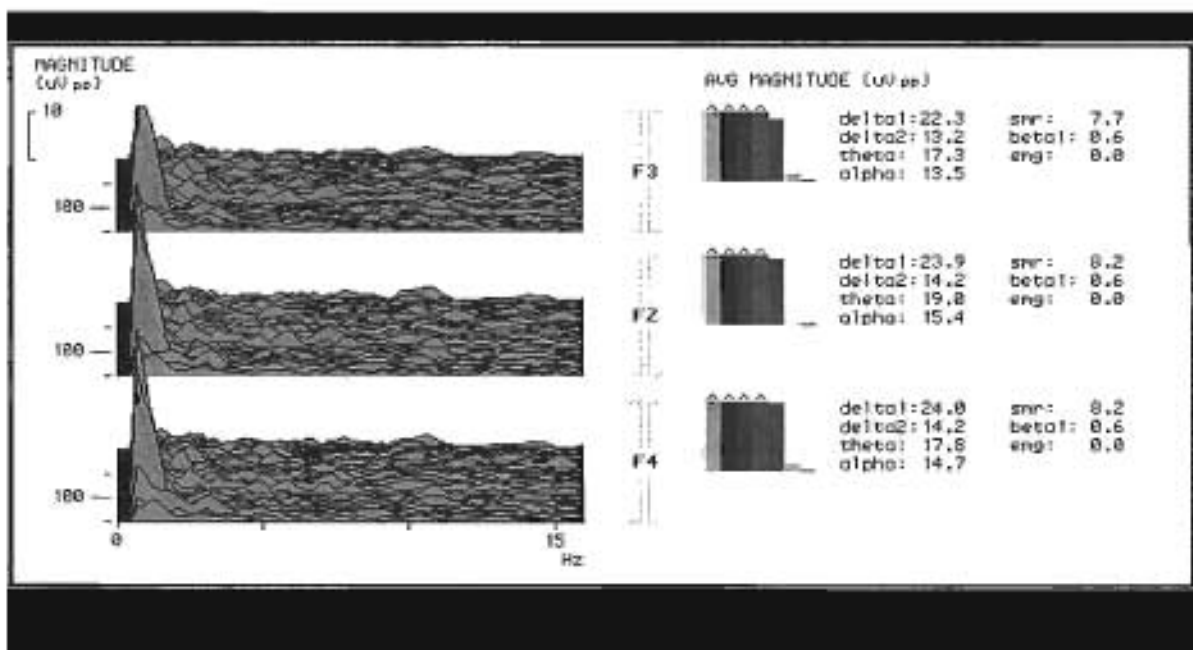 MAGNITUDE
(uV pp)
10
100
100
100
0 15
Hz
AVG MAGNITUDE (uV pp)
F3
delta1:22.3 smr: 7.7
delta2:13.2 beta1: 0.6
theta: 17.3 emg: 0.0
alpha: 13.5
FZ
delta1:23.9 smr: 8.2
delta2:14.2 beta1: 0.6
theta: 19.0 emg: 0.0
alpha: 15.4
F4
delta1:24.0 smr: 8.2
delta2:14.2 beta1: 0.6
theta: 17.8 emg: 0.0
alpha: 14.7